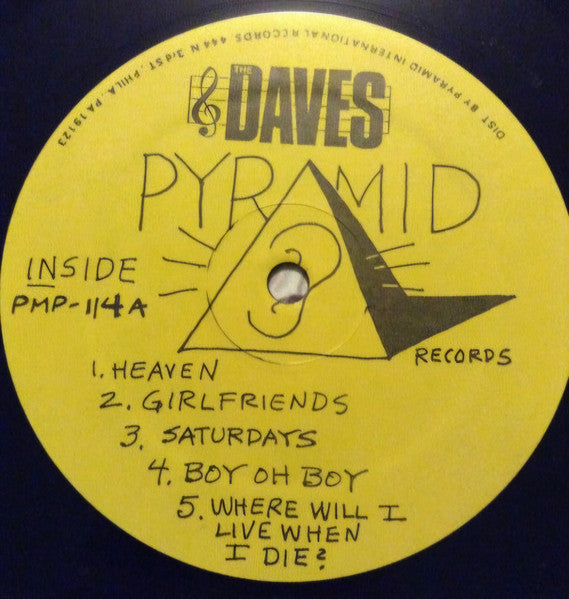 DIST BY PYRAMID INTERNATIONAL RECORDS 444 N 3rd ST. PHILA. PA 19123
THE
DAVES
PYRAMID
INSIDE
PMP-114A
RECORDS
1. HEAVEN
2. GIRLFRIENDS
3. SATURDAYS
4. BOY OH BOY
5. WHERE WILL I
LIVE WHEN
I DIE?